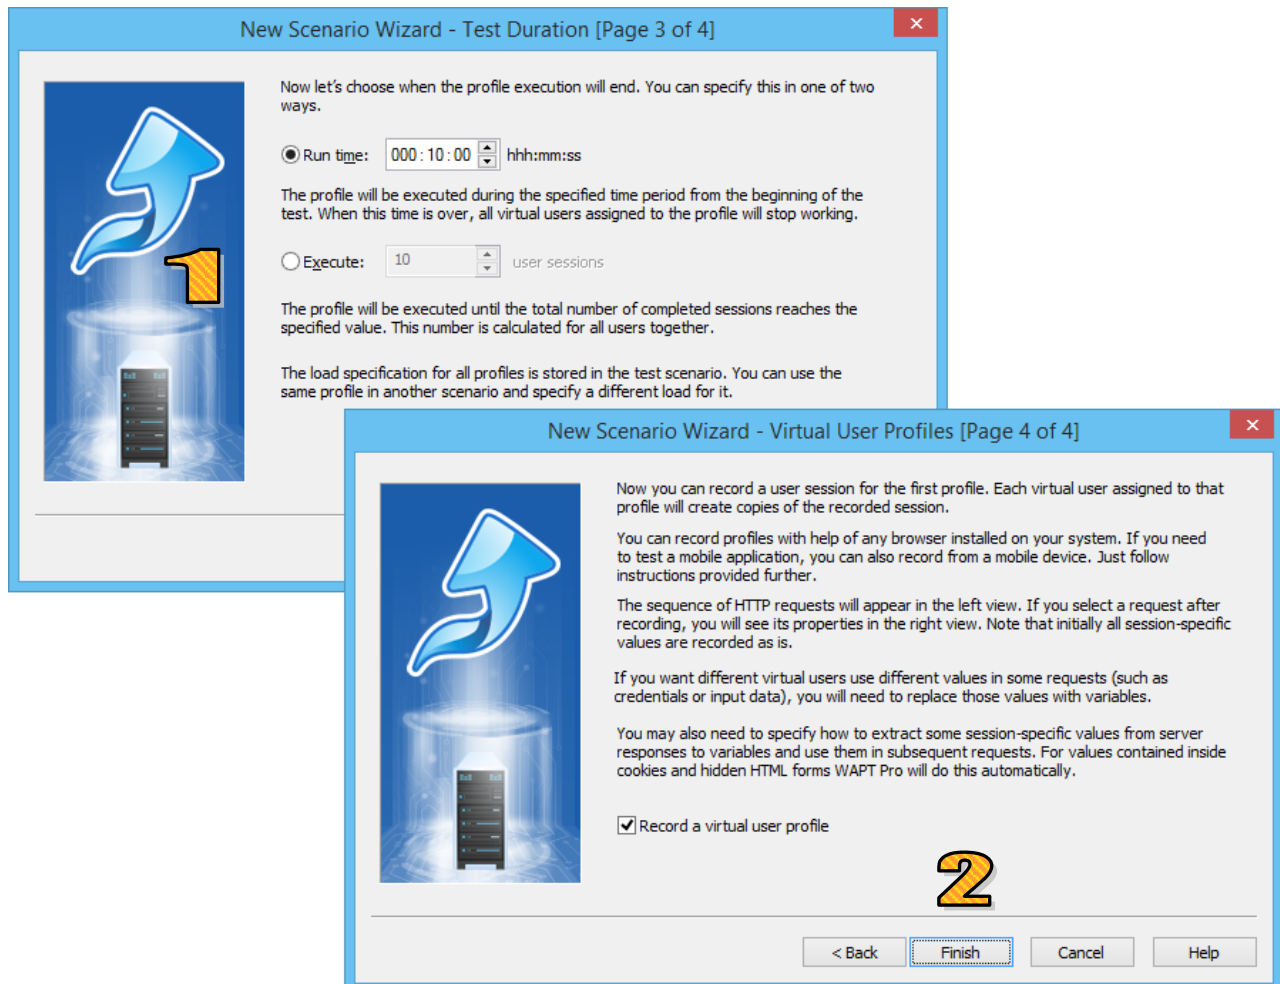 New Scenario Wizard - Test Duration [Page 3 of 4]
Now let's choose when the profile execution will end. You can specify this in one of two
ways.
Run time: 000:10:00 hhh:mm:ss
The profile will be executed during the specified time period from the beginning of the
test. When this time is over, all virtual users assigned to the profile will stop working.
1
Execute: 10 user sessions
The profile will be executed until the total number of completed sessions reaches the
specified value. This number is calculated for all users together.
The load specification for all profiles is stored in the test scenario. You can use the
same profile in another scenario and specify a different load for it.
New Scenario Wizard - Virtual User Profiles [Page 4 of 4]
Now you can record a user session for the first profile. Each virtual user assigned to that
profile will create copies of the recorded session.
You can record profiles with help of any browser installed on your system. If you need
to test a mobile application, you can also record from a mobile device. Just follow
instructions provided further.
The sequence of HTTP requests will appear in the left view. If you select a request after
recording, you will see its properties in the right view. Note that initially all session-specific
values are recorded as is.
If you want different virtual users use different values in some requests (such as
credentials or input data), you will need to replace those values with variables.
You may also need to specify how to extract some session-specific values from server
responses to variables and use them in subsequent requests. For values contained inside
cookies and hidden HTML forms WAPT Pro will do this automatically.
Record a virtual user profile
2
< Back Finish Cancel Help